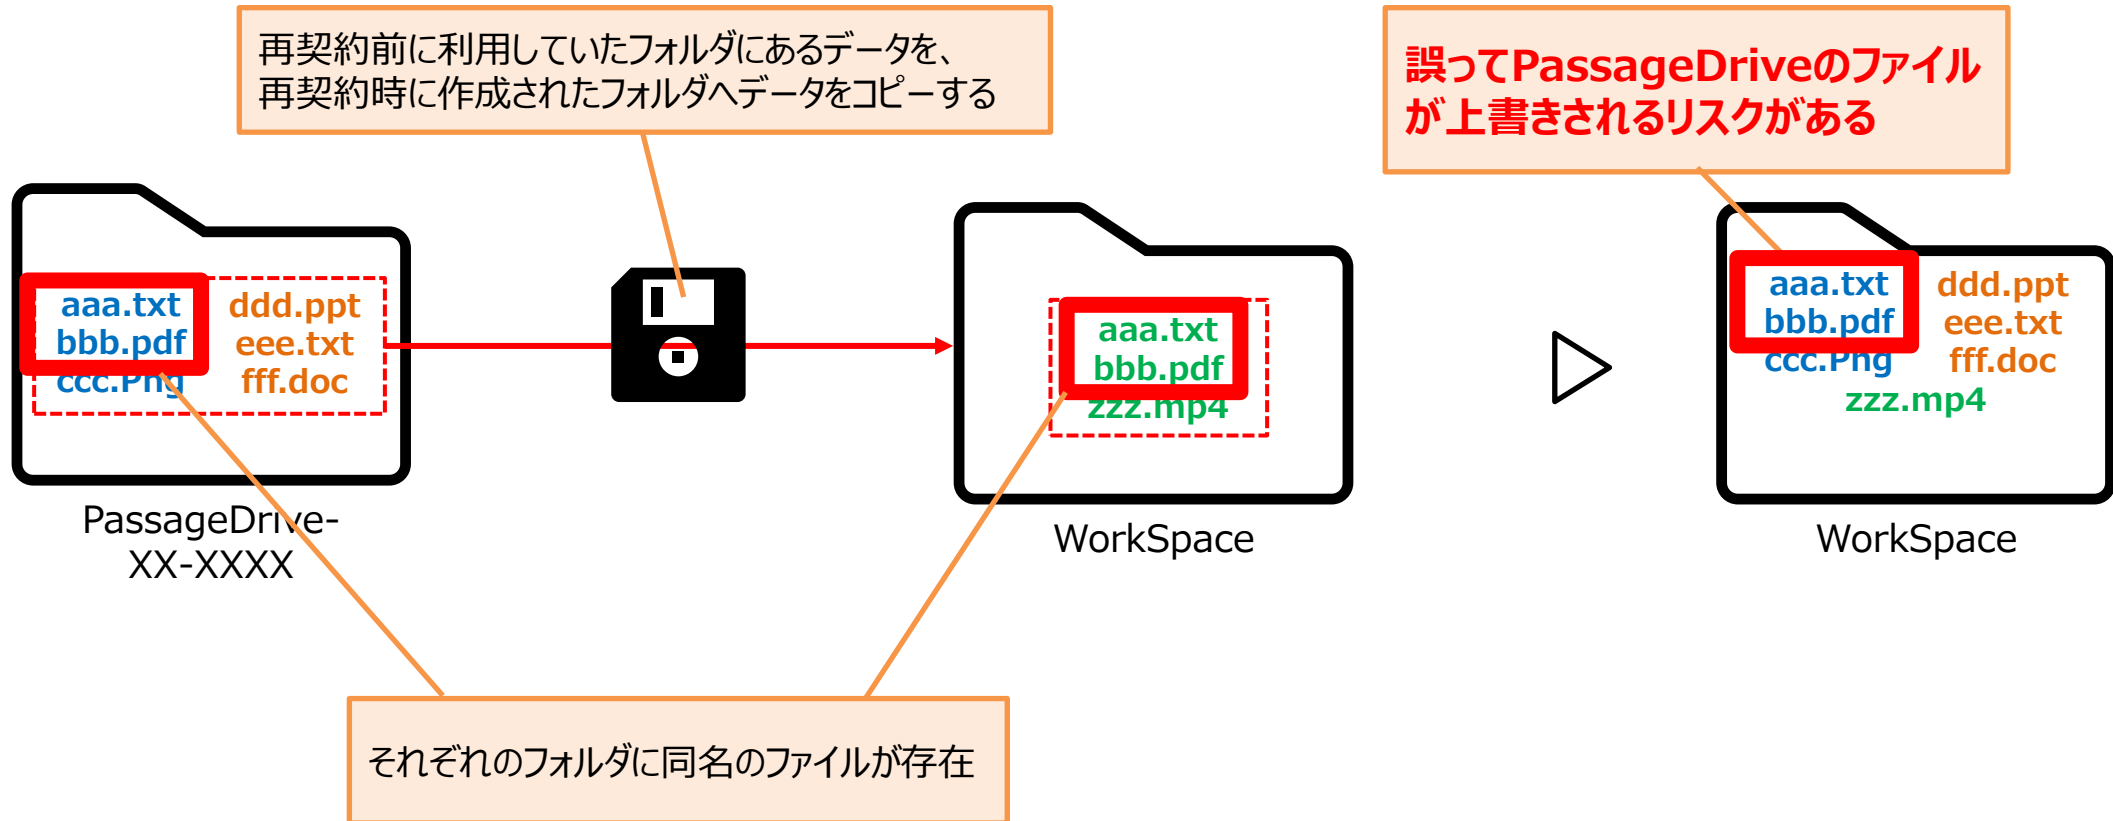 再契約前に利用していたフォルダにあるデータを、
再契約時に作成されたフォルダへデータをコピーする
誤ってPassageDriveのファイル
が上書きされるリスクがある
aaa.txt
bbb.pdf
ccc.Png
ddd.ppt
eee.txt
fff.doc
PassageDrive-
XX-XXXX
aaa.txt
bbb.pdf
zzz.mp4
WorkSpace
aaa.txt
bbb.pdf
ccc.Png
ddd.ppt
eee.txt
fff.doc
zzz.mp4
WorkSpace
それぞれのフォルダに同名のファイルが存在